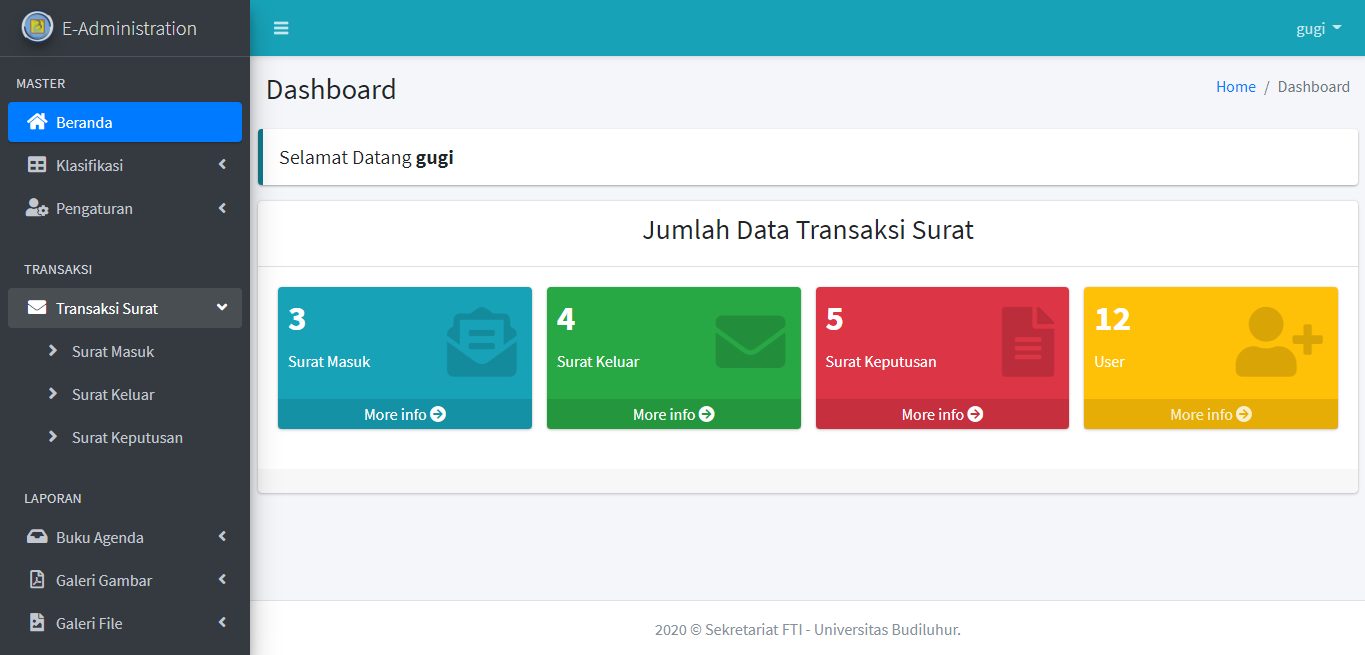 E-Administration
gugi
MASTER
Beranda
Klasifikasi
Pengaturan
TRANSAKSI
Transaksi Surat
Surat Masuk
Surat Keluar
Surat Keputusan
LAPORAN
Buku Agenda
Galeri Gambar
Galeri File
Dashboard
Home / Dashboard
Selamat Datang gugi
Jumlah Data Transaksi Surat
3
Surat Masuk
More info
4
Surat Keluar
More info
5
Surat Keputusan
More info
12
User
More info
2020 © Sekretariat FTI - Universitas Budiluhur.